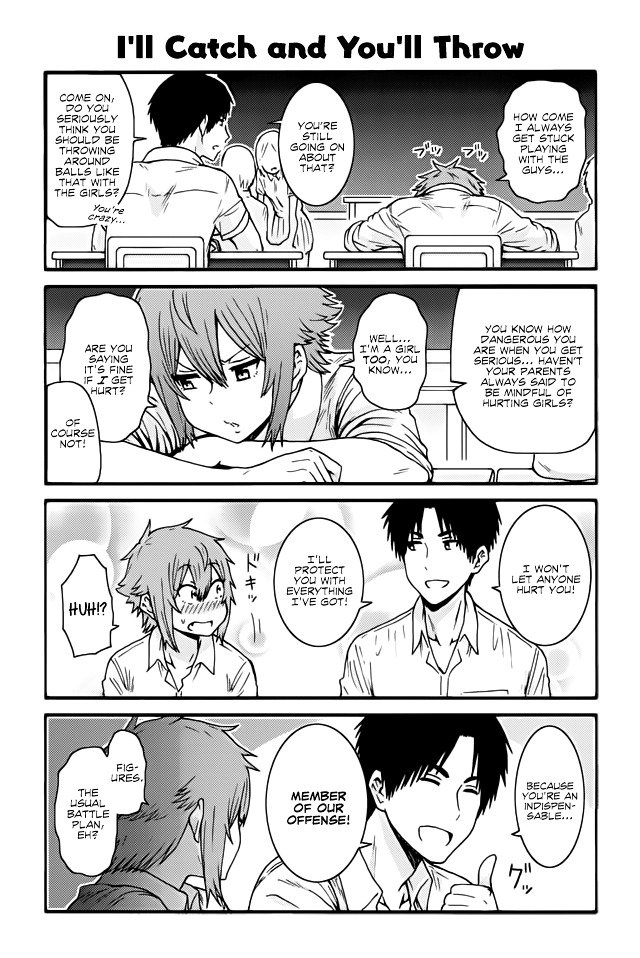 I'll Catch and You'll Throw
HOW COME
I ALWAYS
GET STUCK
PLAYING
WITH THE
GUYS...
ブツ
ブツ
YOU'RE
STILL
GOING ON
ABOUT
THAT?
COME ON,
DO YOU
SERIOUSLY
THINK YOU
SHOULD BE
THROWING
AROUND
BALLS LIKE
THAT WITH
THE GIRLS?
You're
crazy...
YOU KNOW HOW
DANGEROUS YOU
ARE WHEN YOU GET
SERIOUS... HAVEN'T
YOUR PARENTS
ALWAYS SAID TO
BE MINDFUL OF
HURTING GIRLS?
WELL...
I'M A GIRL
TOO, YOU
KNOW...
ARE YOU
SAYING
IT'S FINE
IF I GET
HURT?
OF
COURSE
NOT!
I WON'T
LET ANYONE
HURT YOU!
I'LL
PROTECT
YOU WITH
EVERYTHING
I'VE GOT!
ドキッ
HUH!?
BECAUSE
YOU'RE AN
INDISPEN-
SABLE...
グッ
MEMBER
OF OUR
OFFENSE!
FIG-
URES.
THE
USUAL
BATTLE
PLAN,
EH?